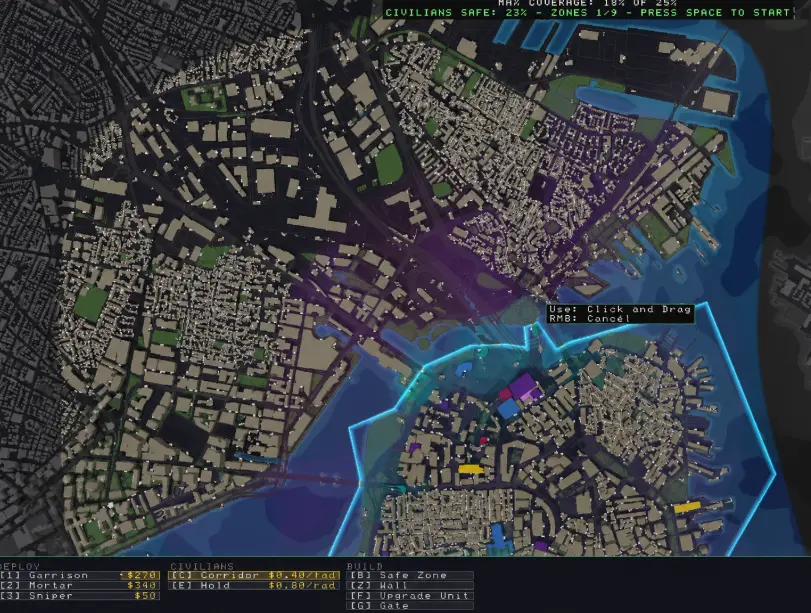 MAX COVERAGE: 18% OF 25%
CIVILIANS SAFE: 23% - ZONES 1/9 - PRESS SPACE TO START
Use: Click and Drag
RMB: Cancel
DEPLOY CIVILIANS BUILD
[1] Garrison $270 [C] Corridor $0.40/rad [B] Safe Zone
[2] Mortar $340 [E] Hold $0.80/rad [Z] Wall
[3] Sniper $50 [F] Upgrade Unit
[G] Gate